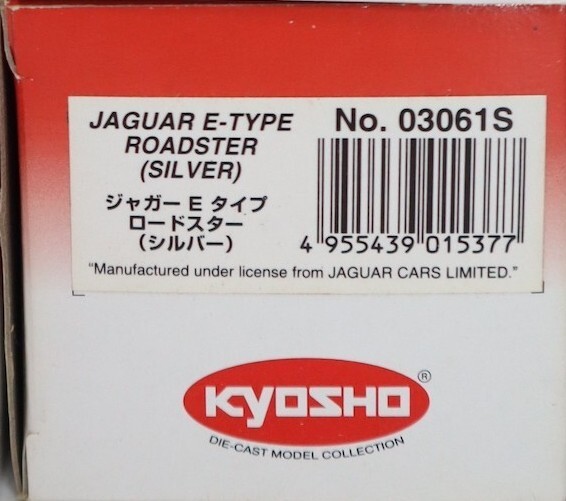 JAGUAR E-TYPE
ROADSTER
(SILVER)
ジャガー E タイプ
ロードスター
(シルバー)
No. 03061S
4 955439 015377
"Manufactured under license from JAGUAR CARS LIMITED."
KYOSHO ®
DIE-CAST MODEL COLLECTION